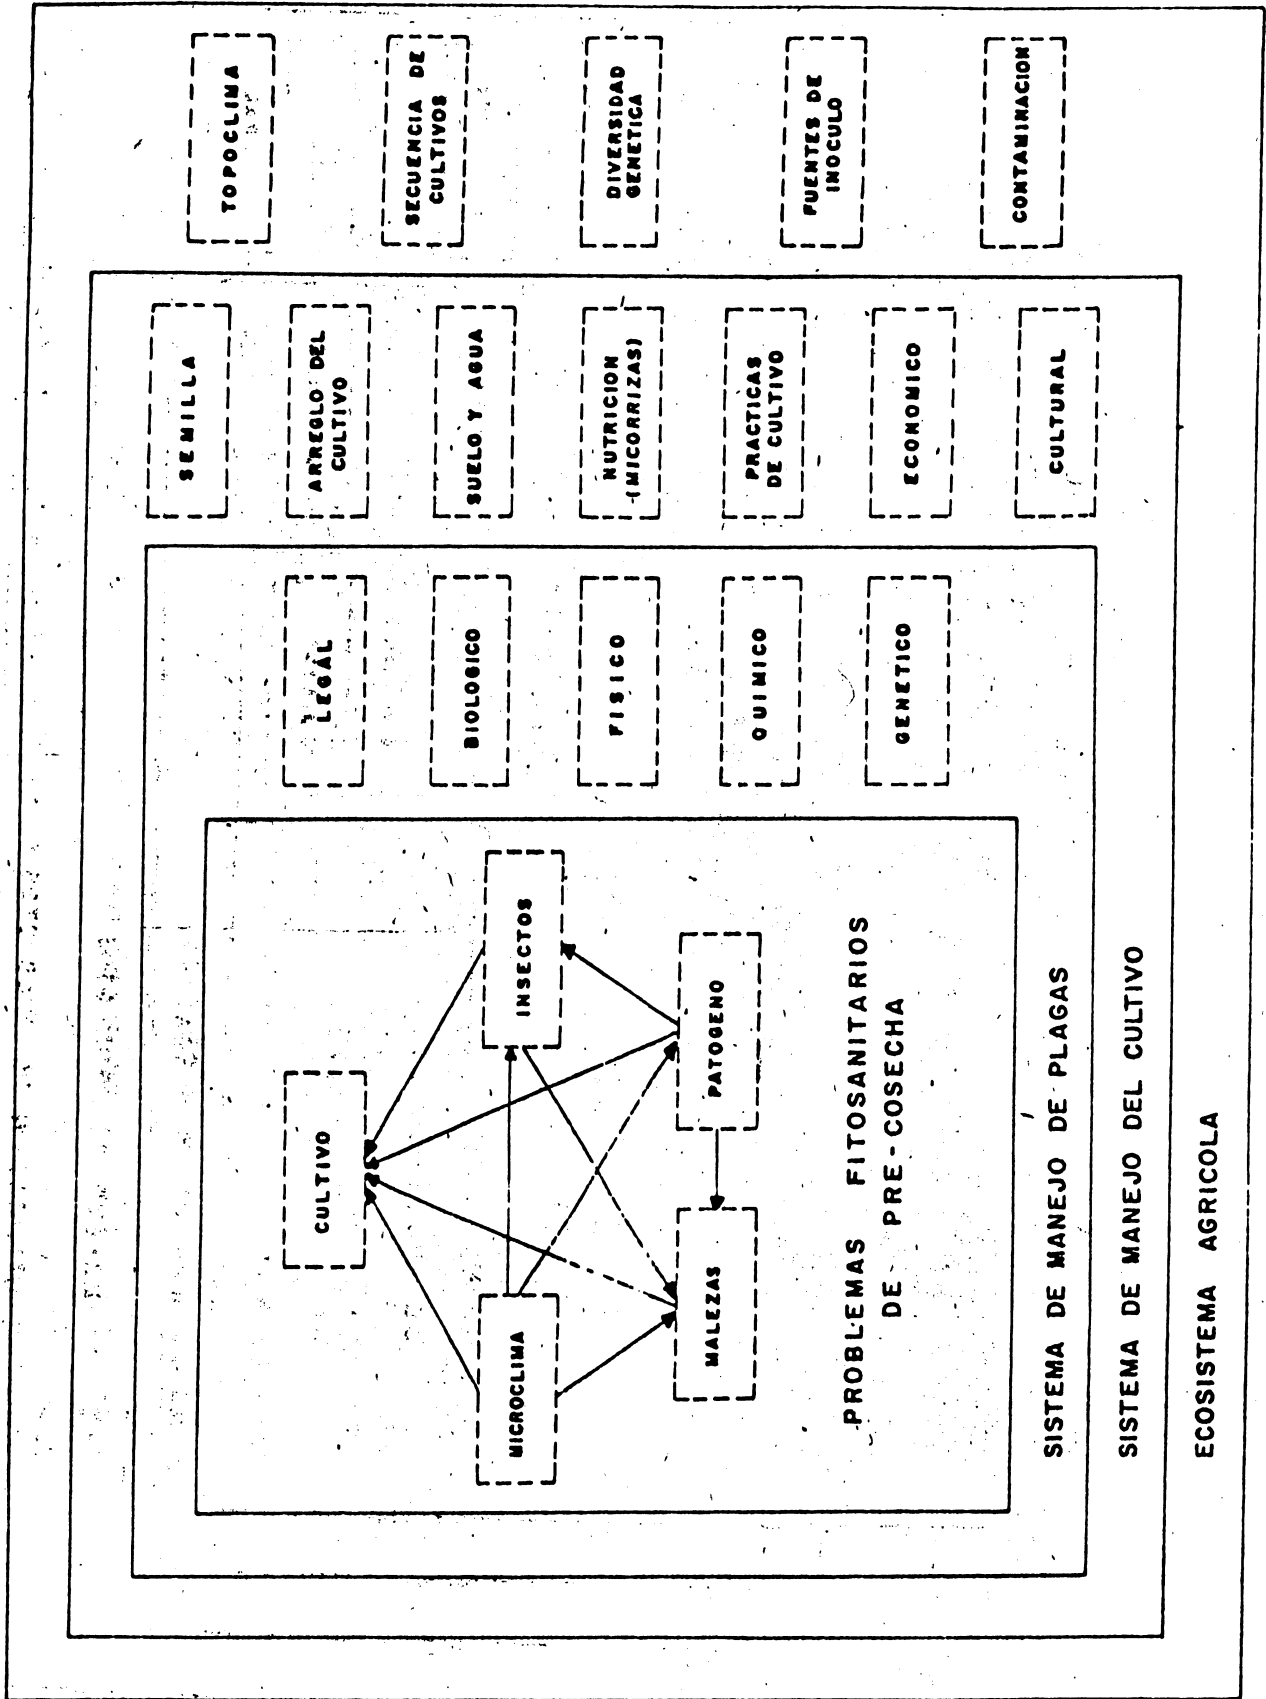 CULTIVO
MICROCLIMA
INSECTOS
MALEZAS
PATOGENO
PROBLEMAS FITOSANITARIOS
DE PRE-COSECHA
LEGAL
BIOLOGICO
FISICO
QUIMICO
GENETICO
SISTEMA DE MANEJO DE PLAGAS
SEMILLA
ARREGLO DEL
CULTIVO
SUELO Y AGUA
NUTRICION
(MICORRIZAS)
PRACTICAS
DE CULTIVO
ECONOMICO
CULTURAL
SISTEMA DE MANEJO DEL CULTIVO
TOPOCLIMA
SECUENCIA DE
CULTIVOS
DIVERSIDAD
GENETICA
FUENTES DE
INOCULO
CONTAMINACION
ECOSISTEMA AGRICOLA